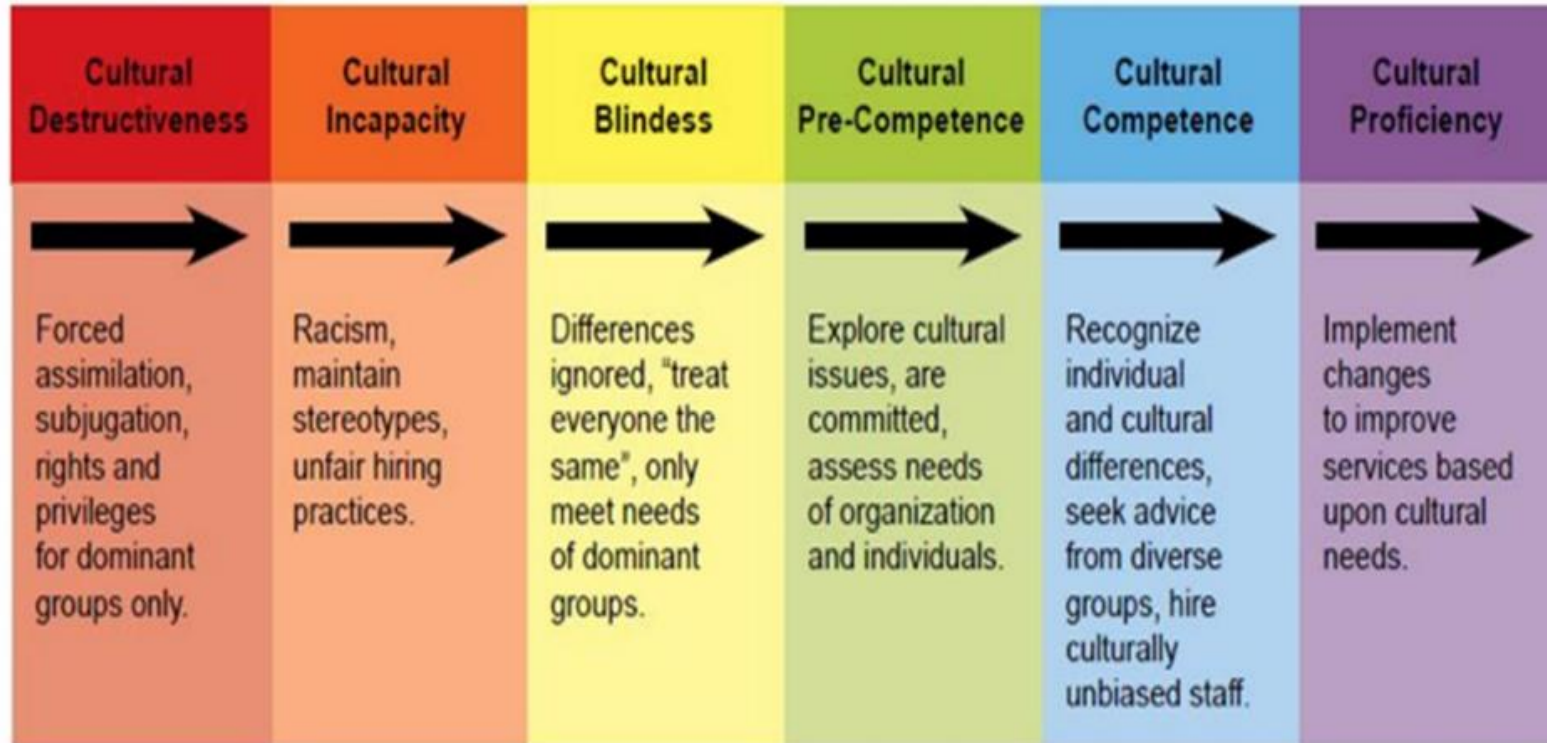 Cultural
Destructiveness
Cultural
Incapacity
Cultural
Blindess
Cultural
Pre-Competence
Cultural
Competence
Cultural
Proficiency
Forced
assimilation,
subjugation,
rights and
privileges
for dominant
groups only.
Racism,
maintain
stereotypes,
unfair hiring
practices.
Differences
ignored, "treat
everyone the
same", only
meet needs
of dominant
groups.
Explore cultural
issues, are
committed,
assess needs
of organization
and individuals.
Recognize
individual
and cultural
differences,
seek advice
from diverse
groups, hire
culturally
unbiased staff.
Implement
changes
to improve
services based
upon cultural
needs.